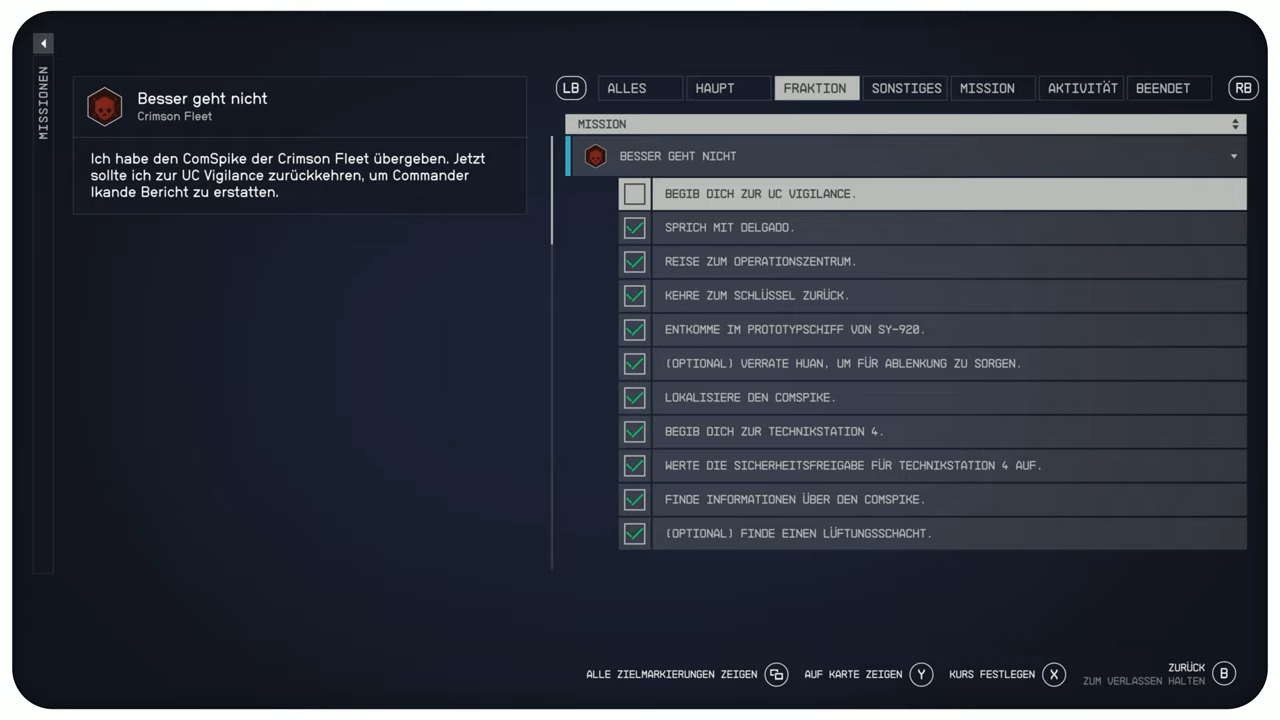 MISSIONEN
Besser geht nicht
Crimson Fleet
Ich habe den ComSpike der Crimson Fleet übergeben. Jetzt
sollte ich zur UC Vigilance zurückkehren, um Commander
Ikande Bericht zu erstatten.
LB ALLES HAUPT FRAKTION SONSTIGES MISSION AKTIVITÄT BEENDET RB
MISSION
BESSER GEHT NICHT
BEGIB DICH ZUR UC VIGILANCE.
SPRICH MIT DELGADO.
REISE ZUM OPERATIONSZENTRUM.
KEHRE ZUM SCHLÜSSEL ZURÜCK.
ENTKOMME IM PROTOTYPSCHIFF VON SY-920.
(OPTIONAL) VERRATE HUAN, UM FÜR ABLENKUNG ZU SORGEN.
LOKALISIERE DEN COMSPIKE.
BEGIB DICH ZUR TECHNIKSTATION 4.
WERTE DIE SICHERHEITSFREIGABE FÜR TECHNIKSTATION 4 AUF.
FINDE INFORMATIONEN ÜBER DEN COMSPIKE.
(OPTIONAL) FINDE EINEN LÜFTUNGSSCHACHT.
ALLE ZIELMARKIERUNGEN ZEIGEN AUF KARTE ZEIGEN Y KURS FESTLEGEN X ZURÜCK B
ZUM VERLASSEN HALTEN